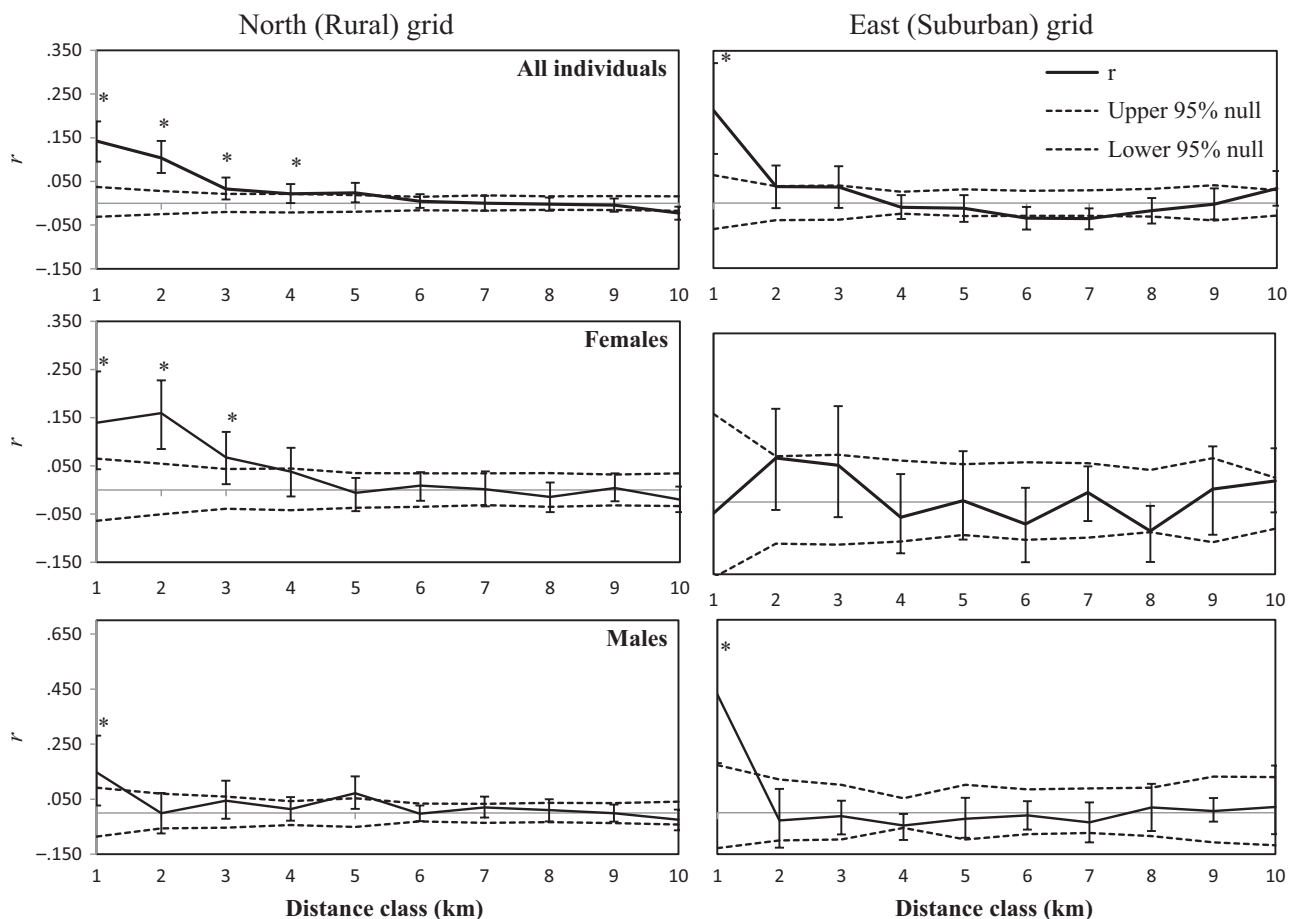 North (Rural) grid
East (Suburban) grid
.350
.250
.150
.050
−.050
−.150
r
All individuals
*
*
*
*
1 2 3 4 5 6 7 8 9 10
*
r
Upper 95% null
Lower 95% null
1 2 3 4 5 6 7 8 9 10
.350
.250
.150
.050
−.050
−.150
r
Females
*
*
*
1 2 3 4 5 6 7 8 9 10
1 2 3 4 5 6 7 8 9 10
.650
.450
.250
.050
−.150
r
Males
*
1 2 3 4 5 6 7 8 9 10
Distance class (km)
*
1 2 3 4 5 6 7 8 9 10
Distance class (km)